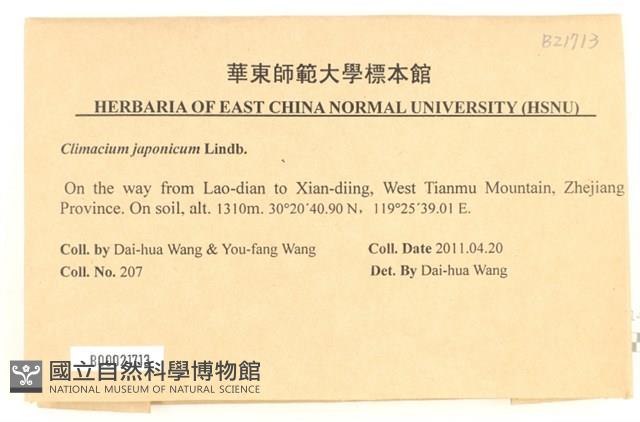 B21713
華東師範大學標本館
HERBARIA OF EAST CHINA NORMAL UNIVERSITY (HSNU)
Climacium japonicum Lindb.
On the way from Lao-dian to Xian-diing, West Tianmu Mountain, Zhejiang
Province. On soil, alt. 1310m. 30°20´40.90 N， 119°25´39.01 E.
Coll. by Dai-hua Wang & You-fang Wang Coll. Date 2011.04.20
Coll. No. 207 Det. By Dai-hua Wang
B00021713
國立自然科學博物館
NATIONAL MUSEUM OF NATURAL SCIENCE